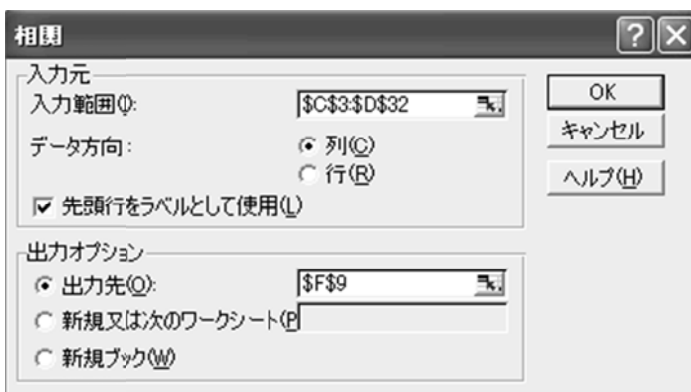 相関
入力元
入力範囲(I):
$C$3:$D$32
OK
キャンセル
ヘルプ(H)
データ方向:
列(C)
行(R)
先頭行をラベルとして使用(L)
出力オプション
出力先(O):
$F$9
新規又は次のワークシート(P
新規ブック(W)